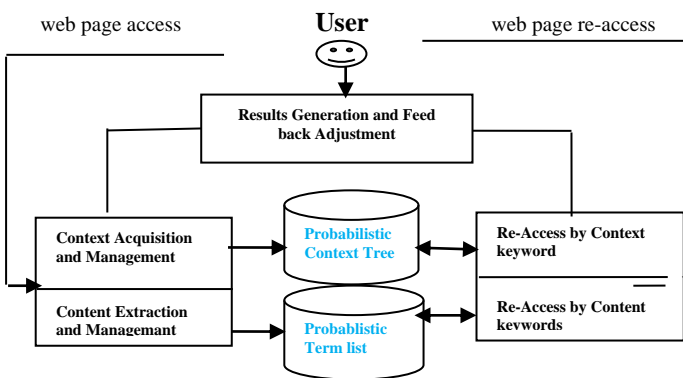 web page access
User
web page re-access
Results Generation and Feed
back Adjustment
Context Acquisition
and Management
Probabilistic
Context Tree
Re-Access by Context
keyword
Content Extraction
and Managemant
Probablistic
Term list
Re-Access by Content
keywords